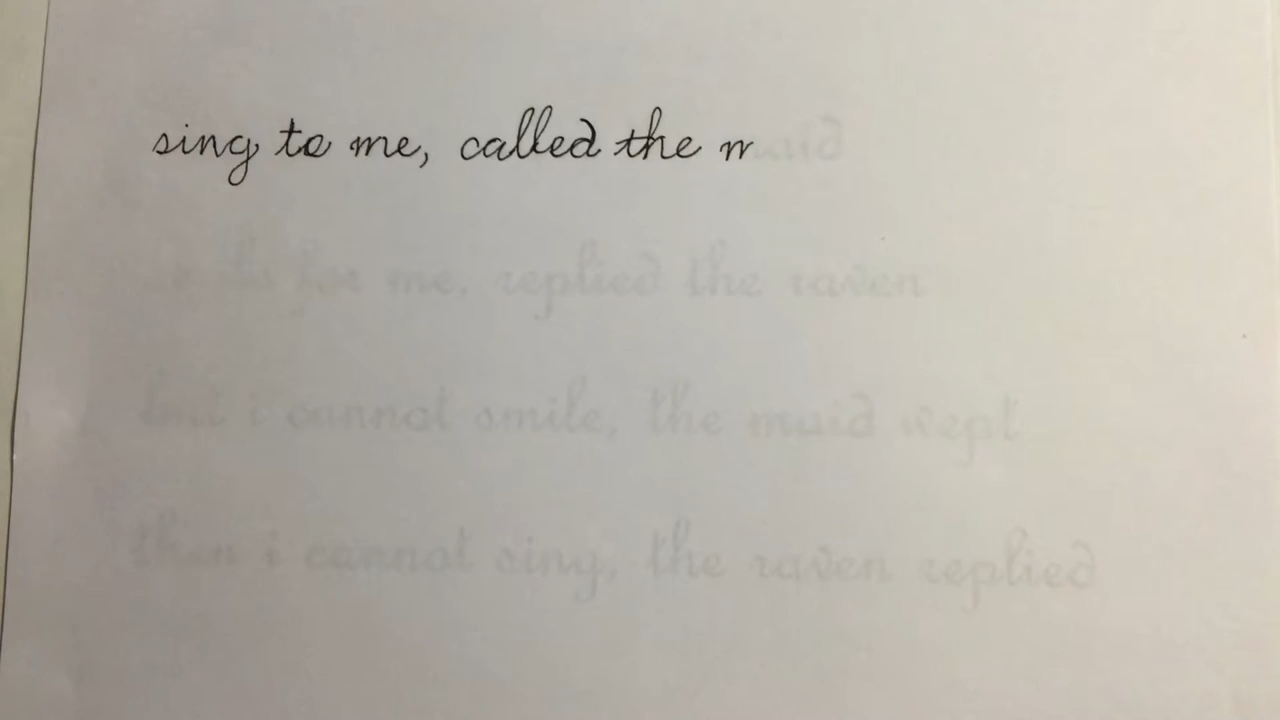 sing to me, called the maid
for me, replied the raven
but i cannot smile, the maid wept
then i cannot sing, the raven replied